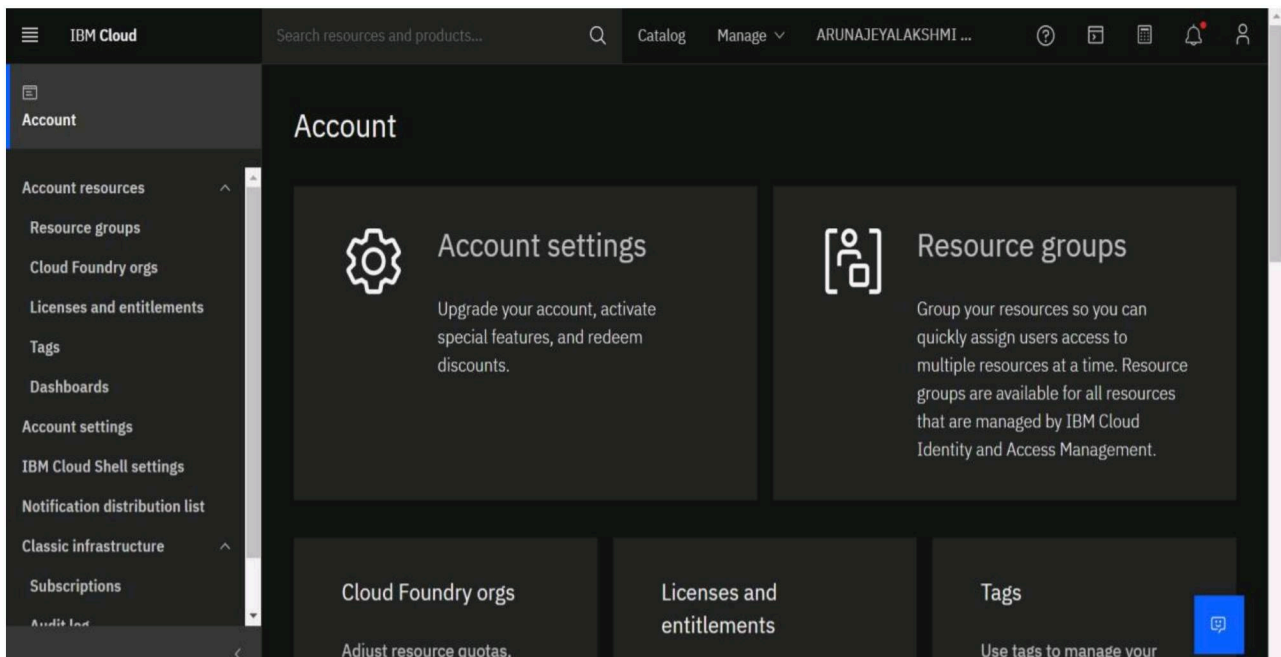 IBM Cloud
Search resources and products...
Catalog
Manage
ARUNAJEYALAKSHMI ...
Account
Account resources
Resource groups
Cloud Foundry orgs
Licenses and entitlements
Tags
Dashboards
Account settings
IBM Cloud Shell settings
Notification distribution list
Classic infrastructure
Subscriptions
Audit log
Account
Account settings
Upgrade your account, activate
special features, and redeem
discounts.
Resource groups
Group your resources so you can
quickly assign users access to
multiple resources at a time. Resource
groups are available for all resources
that are managed by IBM Cloud
Identity and Access Management.
Cloud Foundry orgs
Adjust resource quotas,
Licenses and
entitlements
Tags
Use tags to manage your